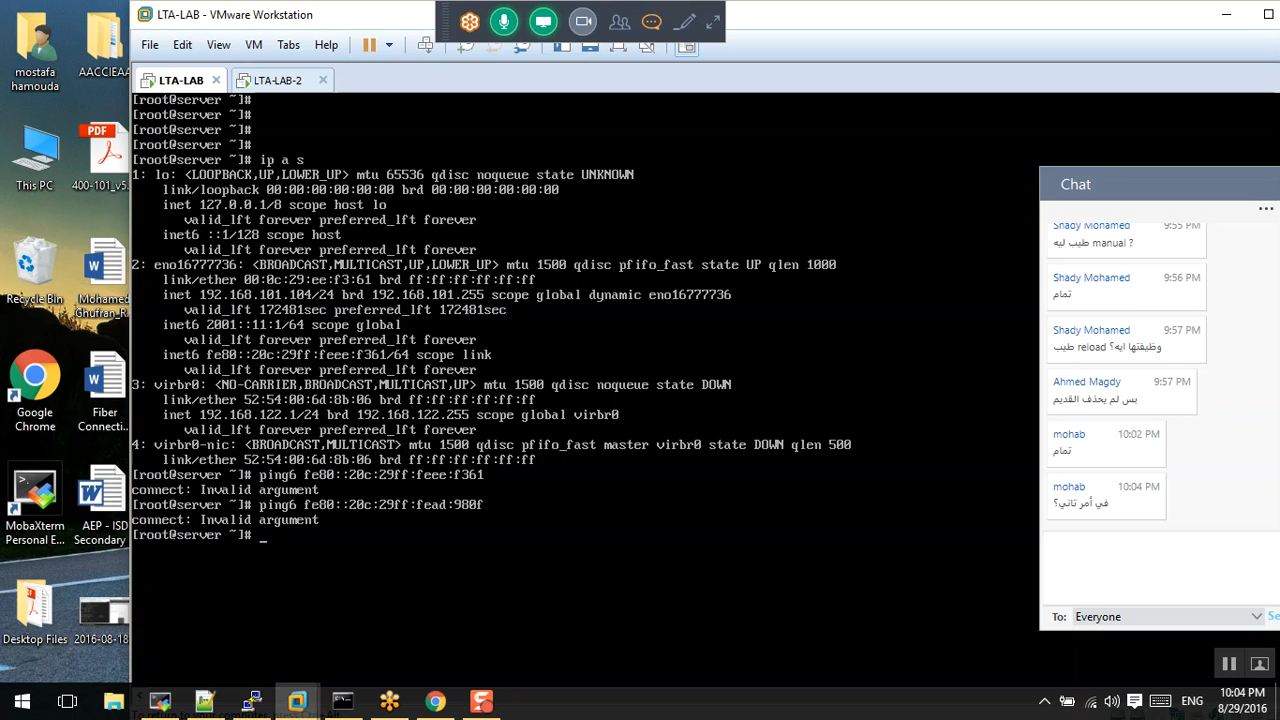 LTA-LAB - VMware Workstation
File Edit View VM Tabs Help
LTA-LAB
LTA-LAB-2
[root@server ~]#
[root@server ~]#
[root@server ~]#
[root@server ~]#
[root@server ~]# ip a s
1: lo: <LOOPBACK,UP,LOWER_UP> mtu 65536 qdisc noqueue state UNKNOWN
link/loopback 00:00:00:00:00:00 brd 00:00:00:00:00:00
inet 127.0.0.1/8 scope host lo
valid_lft forever preferred_lft forever
inet6 ::1/128 scope host
valid_lft forever preferred_lft forever
2: eno16777736: <BROADCAST,MULTICAST,UP,LOWER_UP> mtu 1500 qdisc pfifo_fast state UP qlen 1000
link/ether 00:0c:29:ee:f3:61 brd ff:ff:ff:ff:ff:ff
inet 192.168.101.104/24 brd 192.168.101.255 scope global dynamic eno16777736
valid_lft 172481sec preferred_lft 172481sec
inet6 2001::11:1/64 scope global
valid_lft forever preferred_lft forever
inet6 fe80::20c:29ff:feee:f361/64 scope link
valid_lft forever preferred_lft forever
3: virbr0: <NO-CARRIER,BROADCAST,MULTICAST,UP> mtu 1500 qdisc noqueue state DOWN
link/ether 52:54:00:6d:8b:06 brd ff:ff:ff:ff:ff:ff
inet 192.168.122.1/24 brd 192.168.122.255 scope global virbr0
valid_lft forever preferred_lft forever
4: virbr0-nic: <BROADCAST,MULTICAST> mtu 1500 qdisc pfifo_fast master virbr0 state DOWN qlen 500
link/ether 52:54:00:6d:8b:06 brd ff:ff:ff:ff:ff:ff
[root@server ~]# ping6 fe80::20c:29ff:feee:f361
connect: Invalid argument
[root@server ~]# ping6 fe80::20c:29ff:fead:980f
connect: Invalid argument
[root@server ~]# _
mostafa
hamouda
AACCIEAA
This PC
PDF
400-101_v5
Recycle Bin
Mohamed
Ghufran_R
Google
Chrome
Fiber
Connecti...
MobaXterm
Personal E...
AEP - ISD
Secondary
Desktop Files
2016-08-18
Chat
Shady Mohamed 9:55 PM
طيب ليه manual ?
Shady Mohamed 9:56 PM
تمام
Shady Mohamed 9:57 PM
طيب reload وظيفتها ايه؟
Ahmed Magdy 9:57 PM
بس لم يحذف القديم
mohab 10:02 PM
تمام
mohab 10:04 PM
في أمر تاني؟
To: Everyone
Se
ENG
10:04 PM
8/29/2016